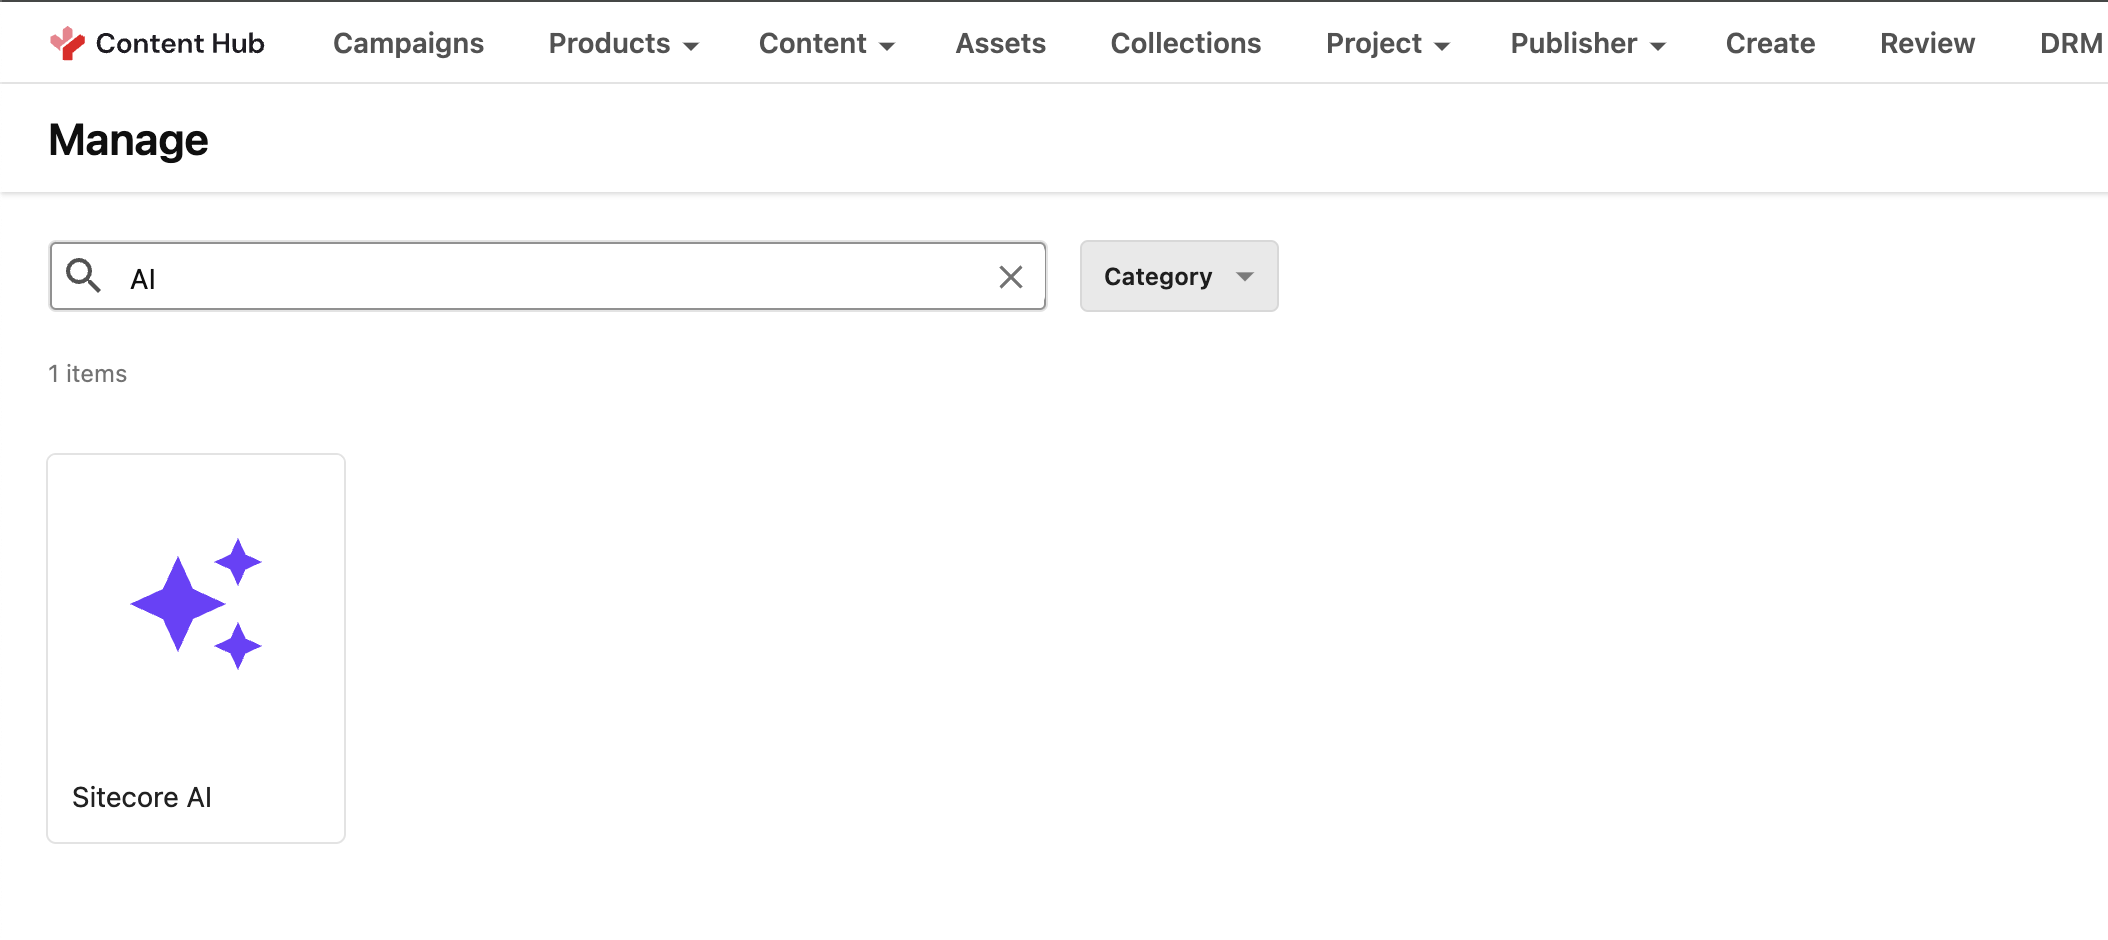 Content Hub Campaigns Products Content Assets Collections Project Publisher Create Review DRM
Manage
AI
Category
1 items
Sitecore AI